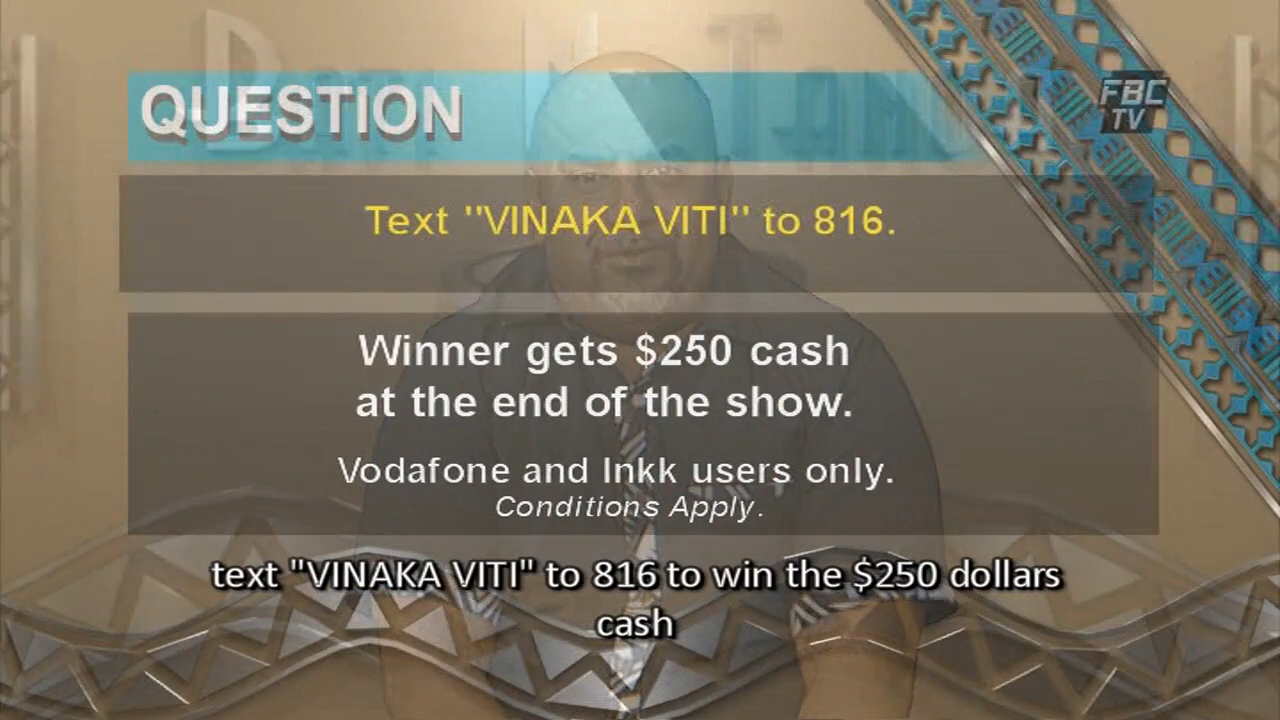 QUESTION
FBC
TV
Text "VINAKA VITI" to 816.
Winner gets $250 cash
at the end of the show.
Vodafone and Inkk users only.
Conditions Apply.
text "VINAKA VITI" to 816 to win the $250 dollars
cash